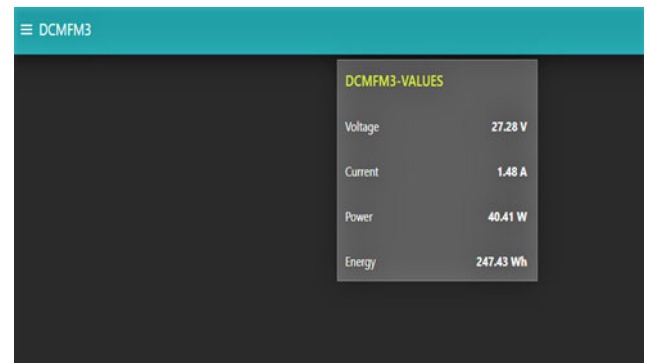 ≡ DCMFM3
DCMFM3-VALUES
Voltage 27.28 V
Current 1.48 A
Power 40.41 W
Energy 247.43 Wh